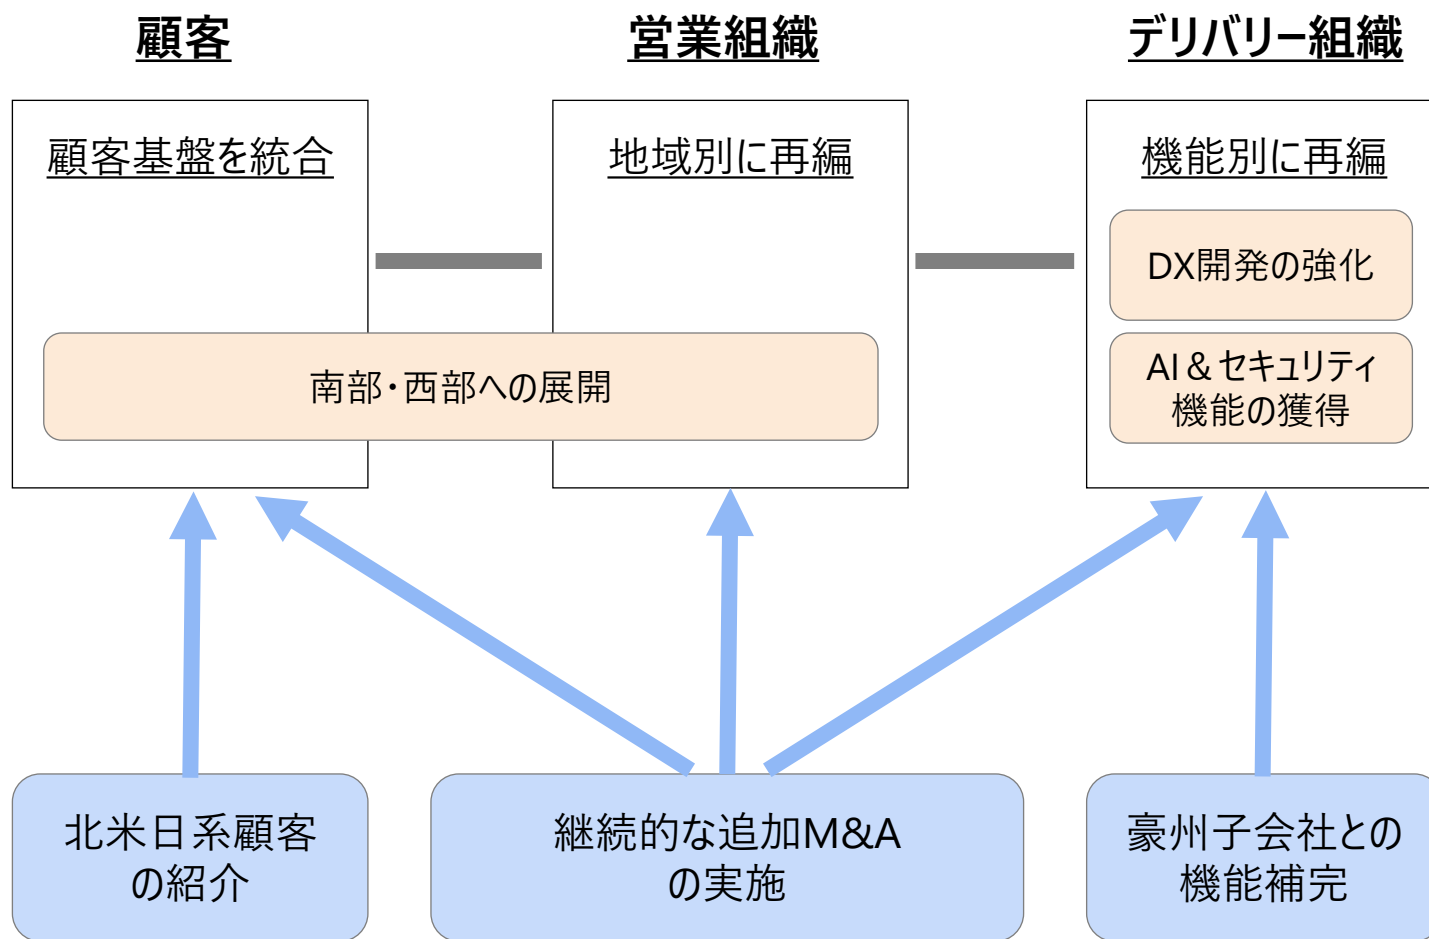 顧客
営業組織
デリバリー組織
顧客基盤を統合
地域別に再編
機能別に再編
DX開発の強化
南部・西部への展開
AI & セキュリティ
機能の獲得
北米日系顧客
の紹介
継続的な追加M&A
の実施
豪州子会社との
機能補完